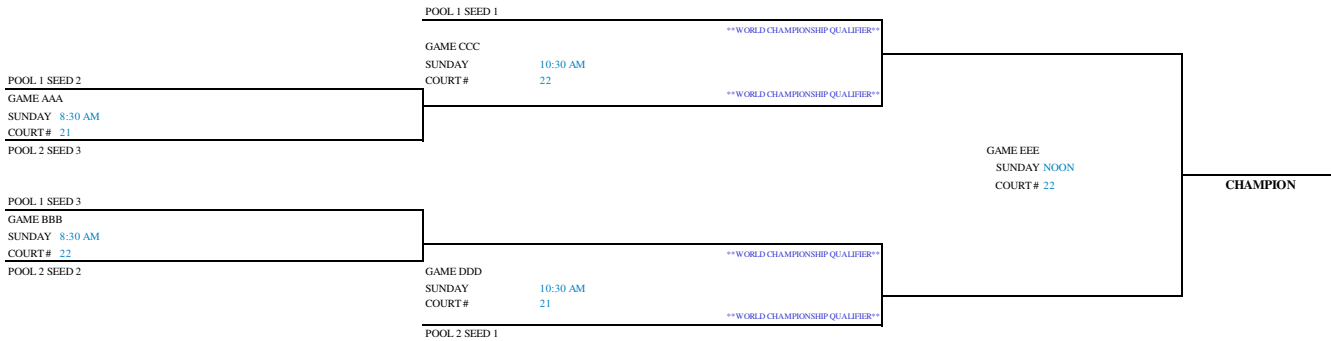 POOL 1 SEED 1
**WORLD CHAMPIONSHIP QUALIFIER**
GAME CCC
SUNDAY 10:30 AM
COURT # 22
**WORLD CHAMPIONSHIP QUALIFIER**
POOL 1 SEED 2
GAME AAA
SUNDAY 8:30 AM
COURT # 21
POOL 2 SEED 3
GAME EEE
SUNDAY NOON
COURT # 22
CHAMPION
POOL 1 SEED 3
GAME BBB
SUNDAY 8:30 AM
COURT # 22
POOL 2 SEED 2
**WORLD CHAMPIONSHIP QUALIFIER**
GAME DDD
SUNDAY 10:30 AM
COURT # 21
**WORLD CHAMPIONSHIP QUALIFIER**
POOL 2 SEED 1